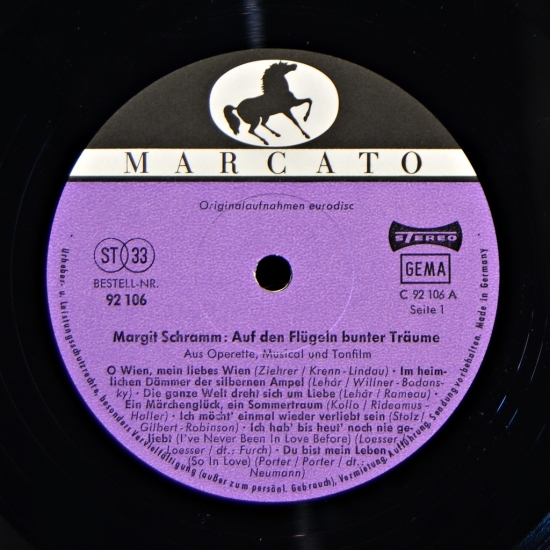 MARCATO
Originalaufnahmen eurodisc
STEREO
ST 33
GEMA
BESTELL-NR.
92 106
C 92 106 A
Seite 1
Margit Schramm: Auf den Flügeln bunter Träume
Aus Operette, Musical und Tonfilm
O Wien, mein liebes Wien (Ziehrer / Krenn-Lindau) · Im heim-
lichen Dämmer der silbernen Ampel (Lehár / Willner-Bodans-
ky) · Die ganze Welt dreht sich um Liebe (Lehár / Rameau) ·
Ein Märchenglück, ein Sommertraum (Kollo / Rideamus-
Haller) · Ich möcht' einmal wieder verliebt sein (Stolz /
Gilbert-Robinson) · Ich hab' bis heut' noch nie ge-
liebt (I've Never Been In Love Before) (Loesser /
Loesser / dt.: Furch) · Du bist mein Leben
(So In Love) (Porter / Porter / dt.:
Neumann)
Urheber- u. Leistungsschutzrechte, besonders Vervielfältigung (außer zum persöel. Gebrauch), Vermietung, Aufführung, Sendung vorbehalten. Made in Germany